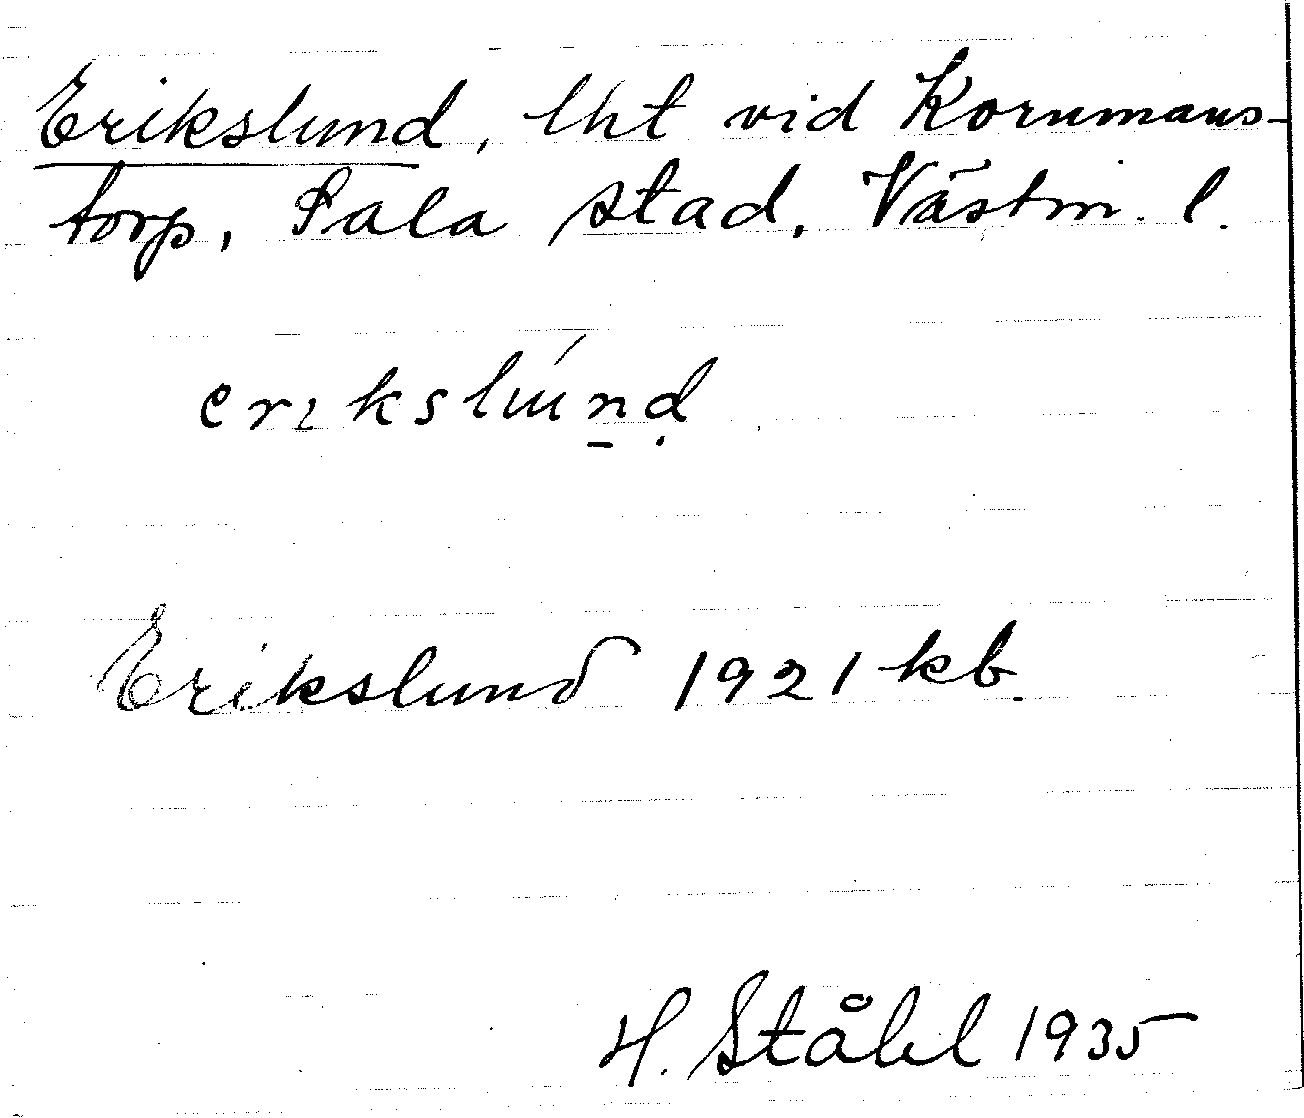 Erikslund, lht vid Kornmans-
torp, Sala stad, Västm. l.
erikslund
Erikslund 1921 kb.
H. Ståhl 1935